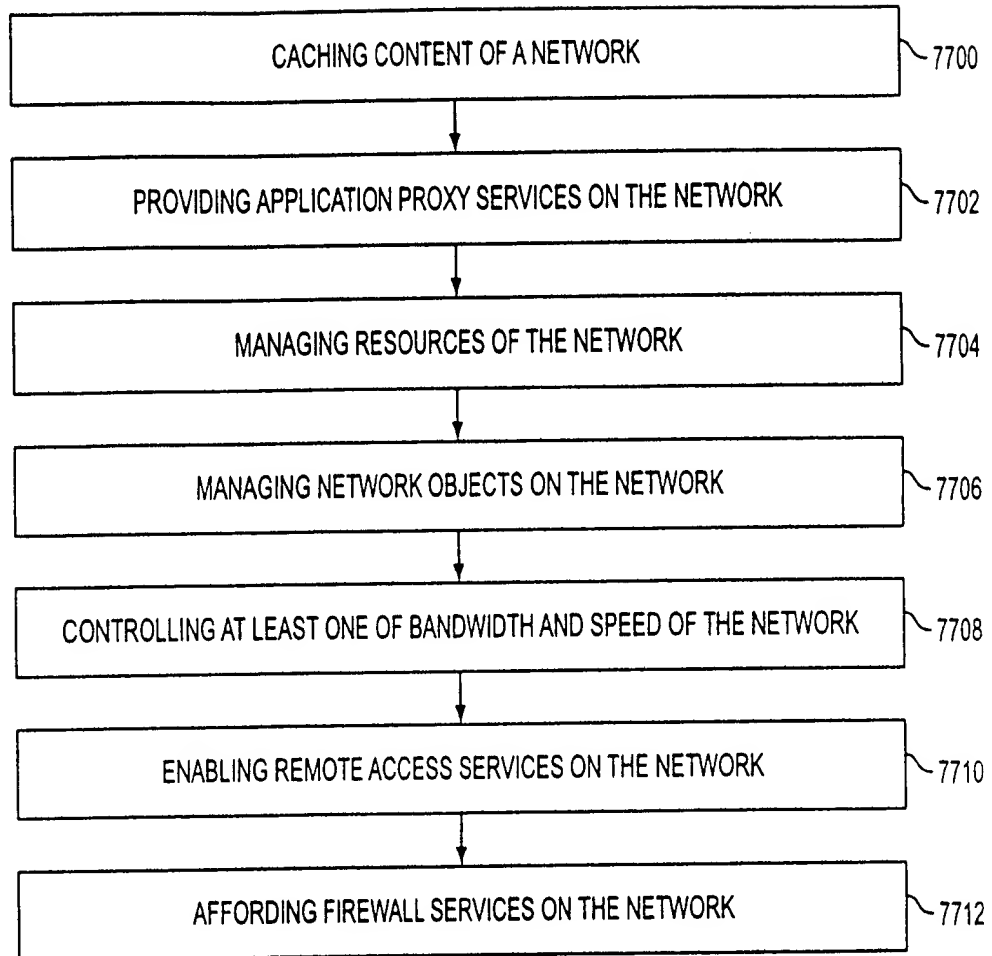 CACHING CONTENT OF A NETWORK
7700
PROVIDING APPLICATION PROXY SERVICES ON THE NETWORK
7702
MANAGING RESOURCES OF THE NETWORK
7704
MANAGING NETWORK OBJECTS ON THE NETWORK
7706
CONTROLLING AT LEAST ONE OF BANDWIDTH AND SPEED OF THE NETWORK
7708
ENABLING REMOTE ACCESS SERVICES ON THE NETWORK
7710
AFFORDING FIREWALL SERVICES ON THE NETWORK
7712